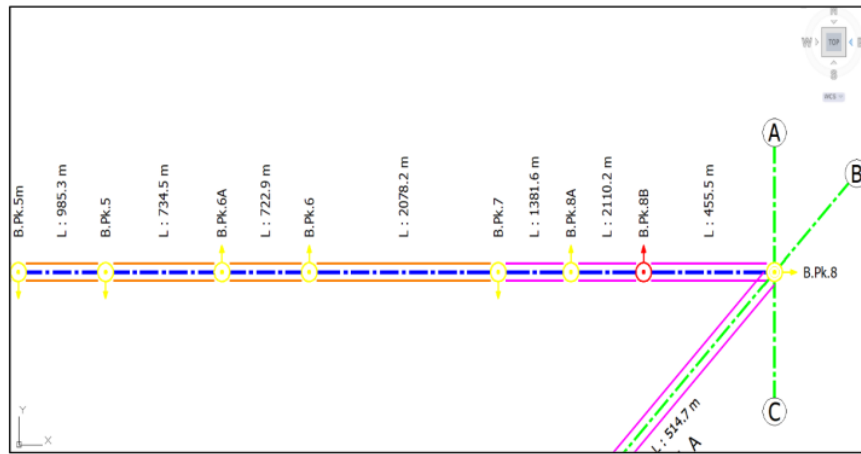 N
W
TOP
S
WCS
A
B
B.Pk.5m
L : 985.3 m
B.Pk.5
L : 734.5 m
B.Pk.6A
L : 722.9 m
B.Pk.6
L : 2078.2 m
B.Pk.7
L : 1381.6 m
B.Pk.8A
L : 2110.2 m
B.Pk.8B
L : 455.5 m
B.Pk.8
C
L : 514.7 m
A
Y
X